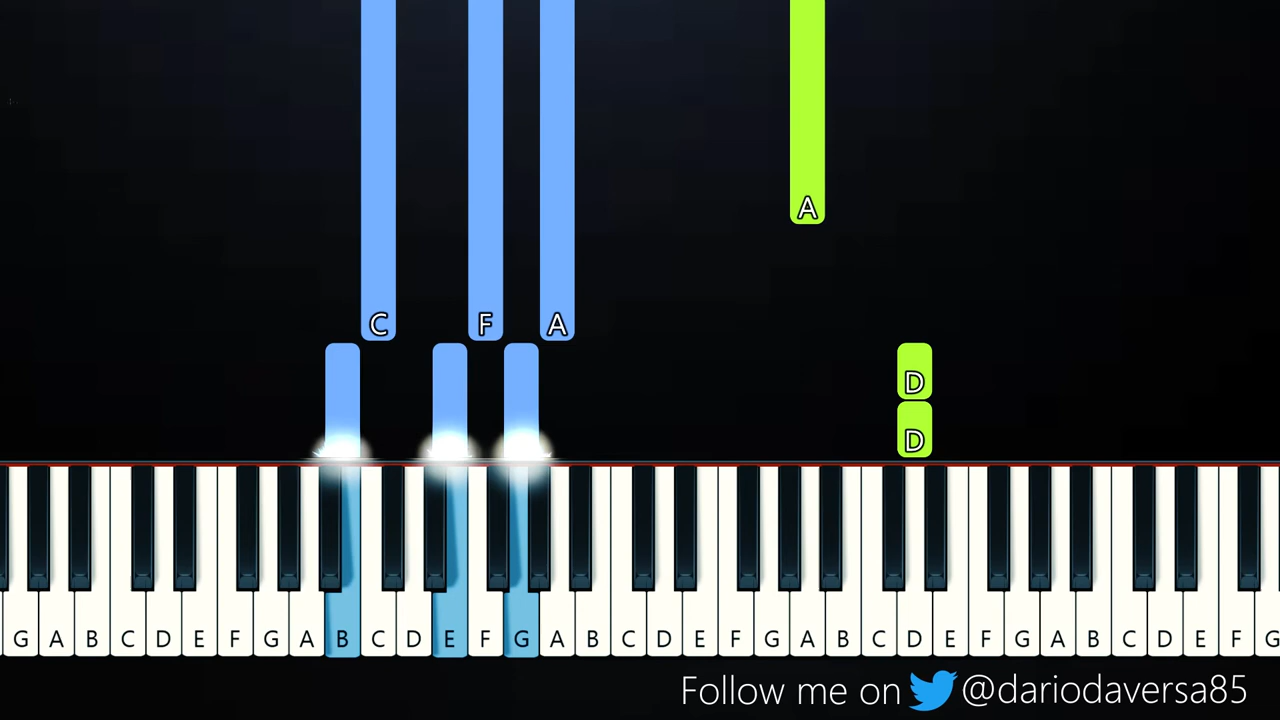 A
C F A
D
D
G A B C D E F G A B C D E F G A B C D E F G A B C D E F G A B C D E F G
Follow me on @dariodaversa85